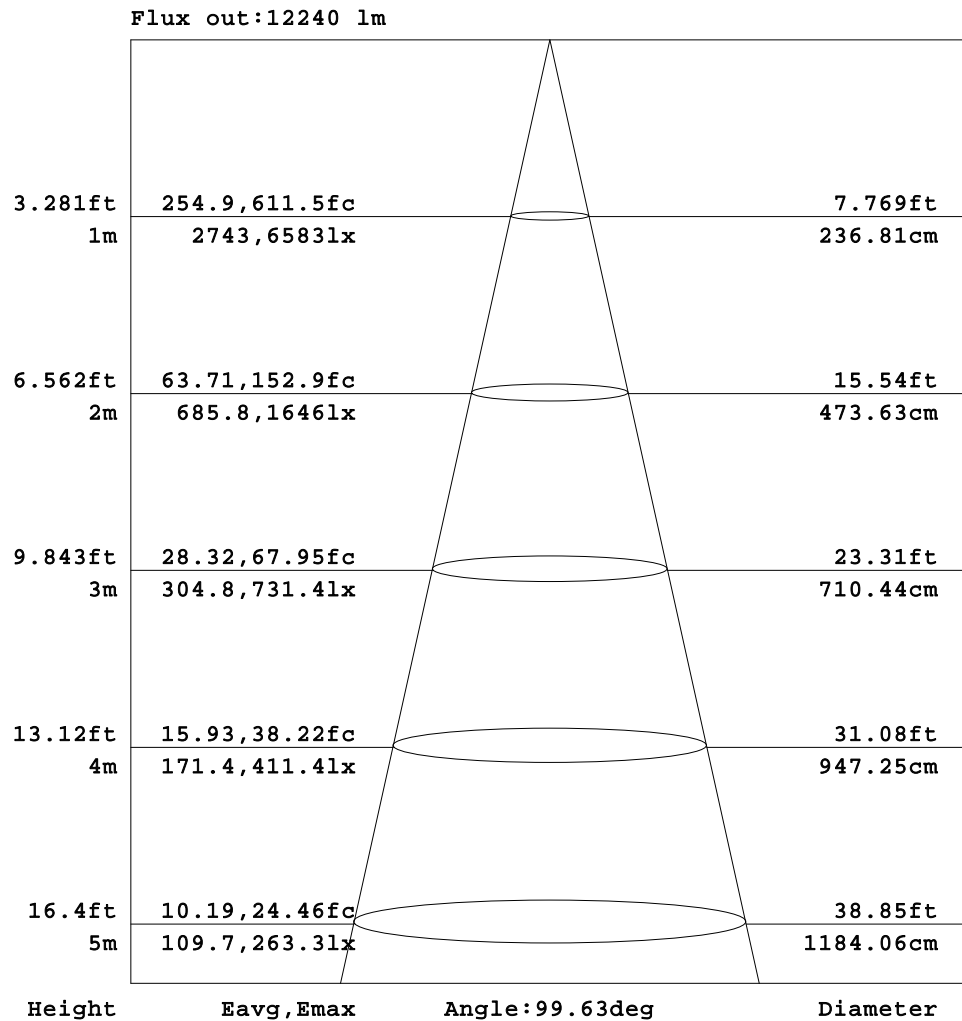 Flux out:12240 lm
3.281ft 254.9,611.5fc 7.769ft
1m 2743,6583lx 236.81cm
6.562ft 63.71,152.9fc 15.54ft
2m 685.8,1646lx 473.63cm
9.843ft 28.32,67.95fc 23.31ft
3m 304.8,731.4lx 710.44cm
13.12ft 15.93,38.22fc 31.08ft
4m 171.4,411.4lx 947.25cm
16.4ft 10.19,24.46fc 38.85ft
5m 109.7,263.3lx 1184.06cm
Height Eavg,Emax Angle:99.63deg Diameter